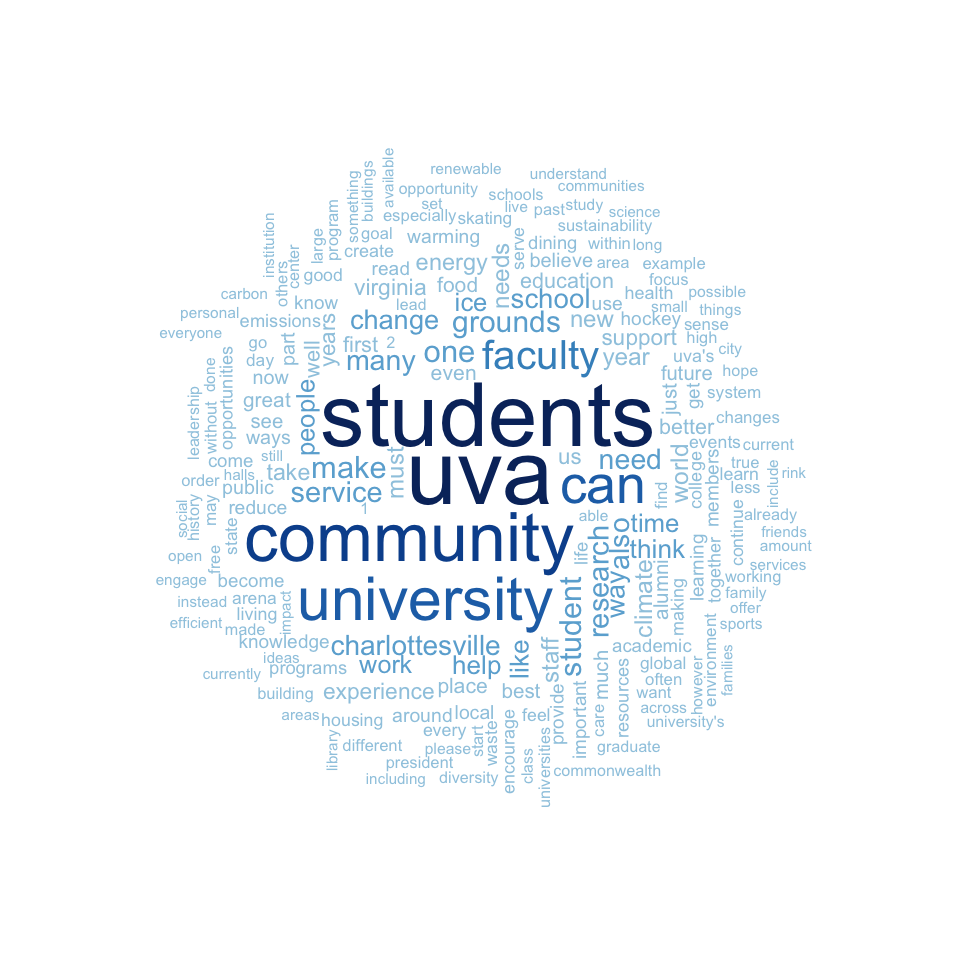 renewable
understand
available
buildings
something
opportunity
schools
communities
set
live
past
study
science
especially
skating
sustainability
institution
large
program
goal
warming
serve
dining
within
long
create
others
center
good
read
energy
needs
believe
area
example
carbon
know
virginia
food
education
focus
personal
lead
ice
school
use
health
possible
emissions
years
change
grounds
new
hockey
small
things
everyone
go
part
well
first
2
many
one
faculty
support
sense
high
year
uva's
city
day
even
future
hope
now
people
students
just
get
system
leadership
without
done
opportunities
great
see
ways
better
changes
events
current
still
come
halls
take
make
must
uva
us
need
world
college
members
true
learn
include
rink
order
public
service
can
find
less
already
social
history
may
reduce
1
able
time
friends
state
community
also
continue
amount
open
free
life
research
way
think
climate
alumni
learning
together
services
engage
become
university
student
making
working
instead
arena
impact
family
efficient
living
offer
made
sports
knowledge
charlottesville
like
staff
academic
environment
ideas
programs
work
help
global
however
families
currently
often
building
experience
place
best
provide
important
care
much
resources
want
across
areas
housing
around
local
feel
university's
every
start
waste
encourage
library
different
please
class
universities
graduate
president
including
diversity
commonwealth